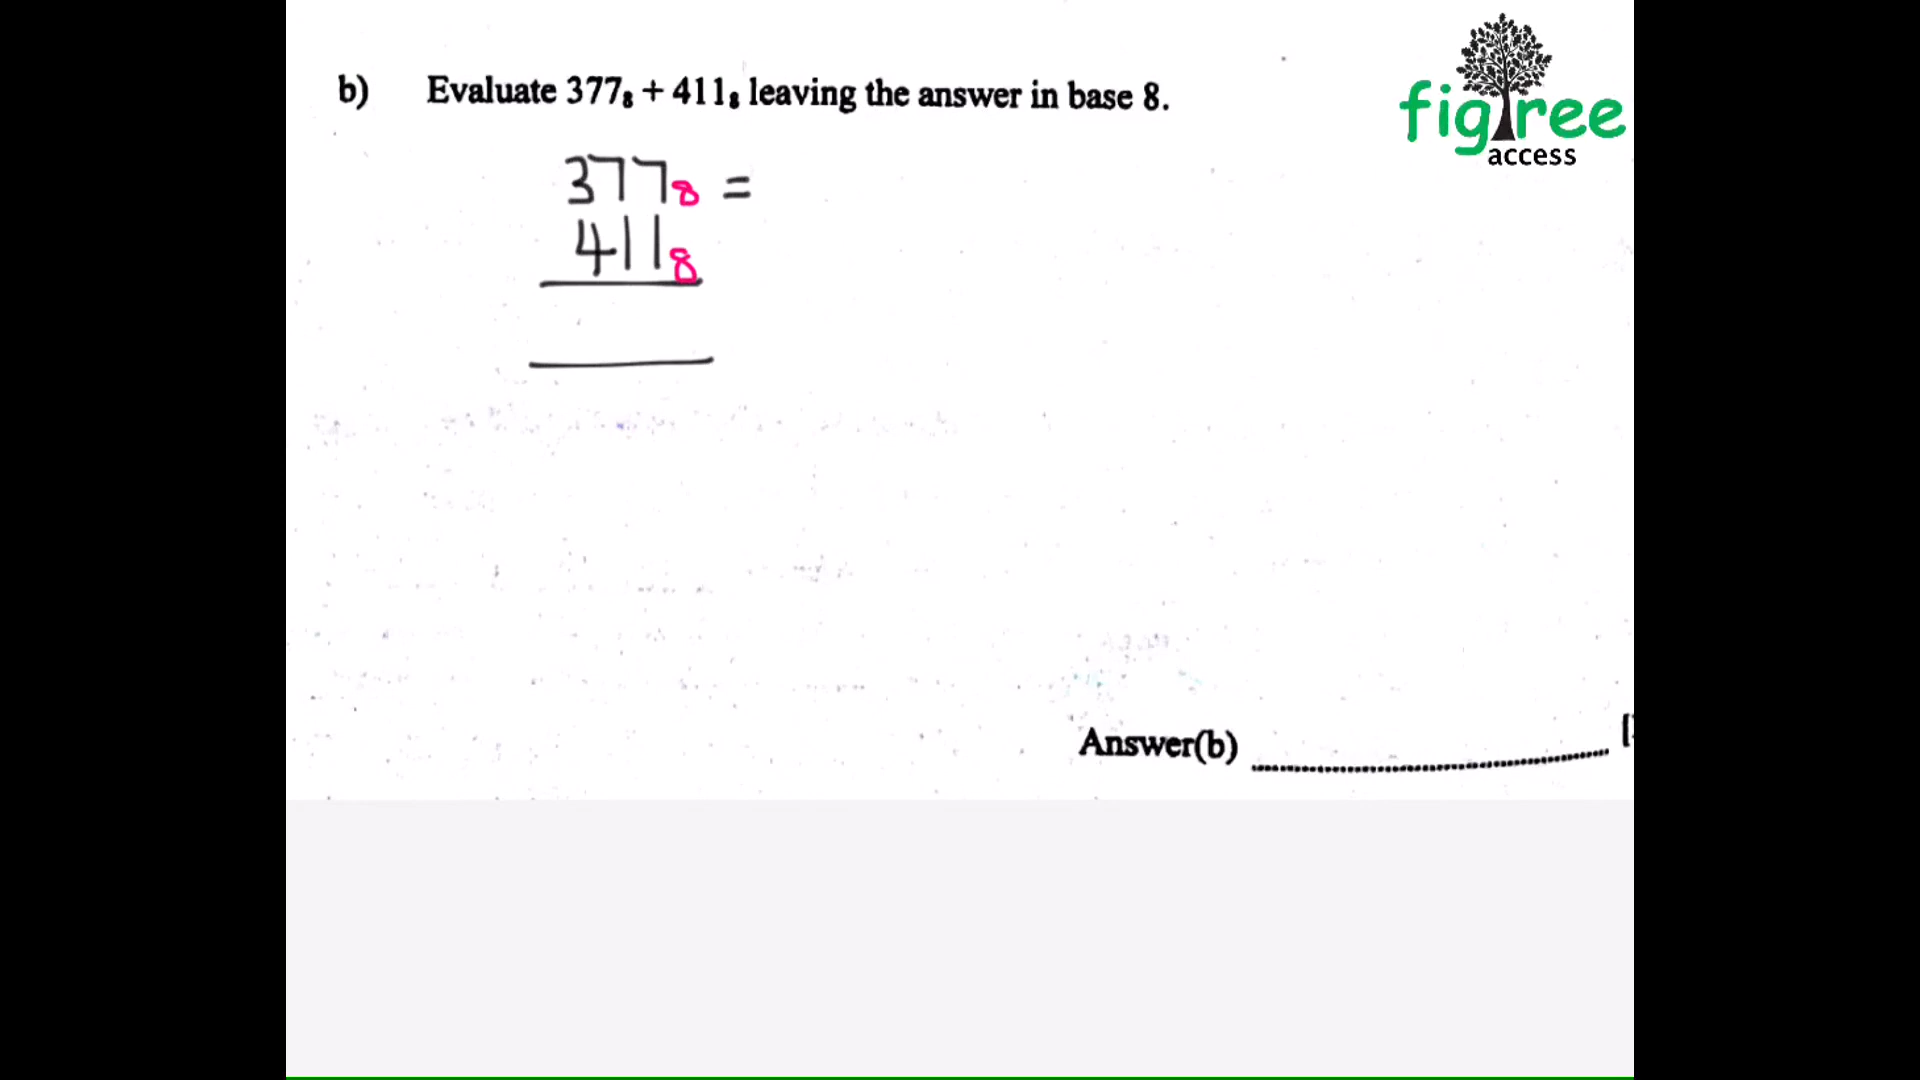 figtree
access
b) Evaluate 377₈ + 411₈ leaving the answer in base 8.
377₈ =
411₈
Answer(b)